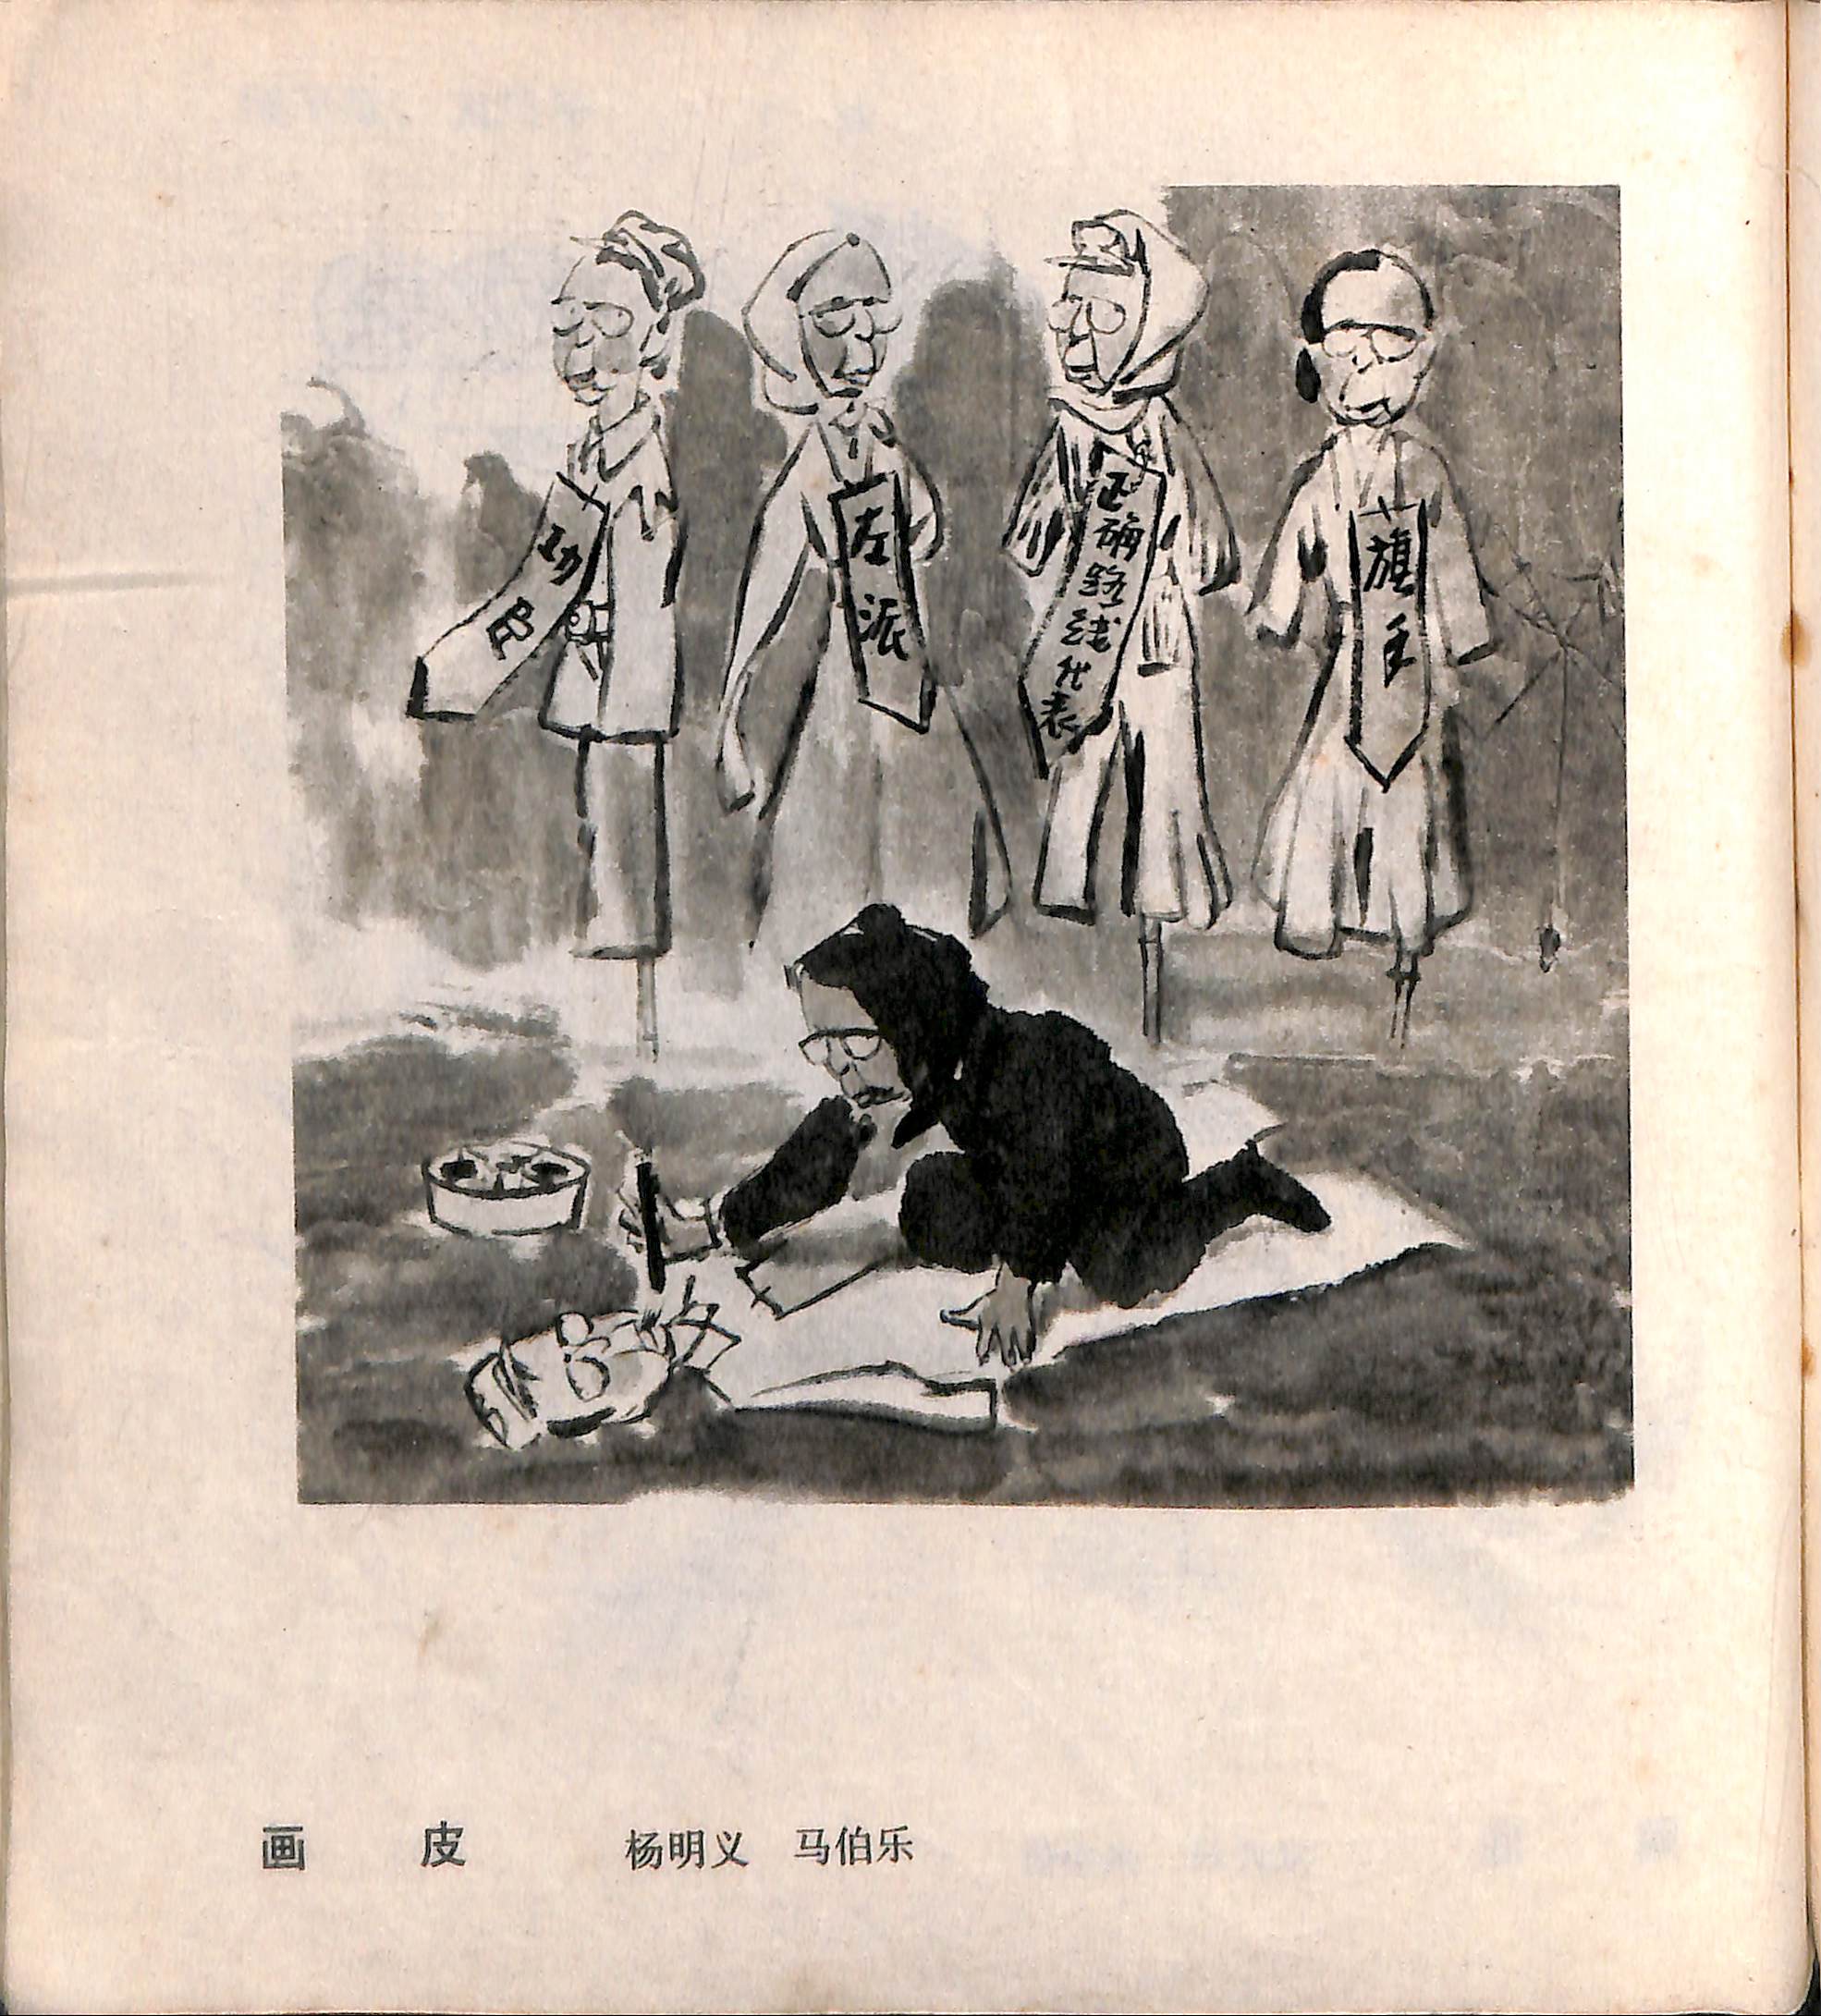 功臣
左派
正确路线代表
旗手
画 皮 杨明义 马伯乐